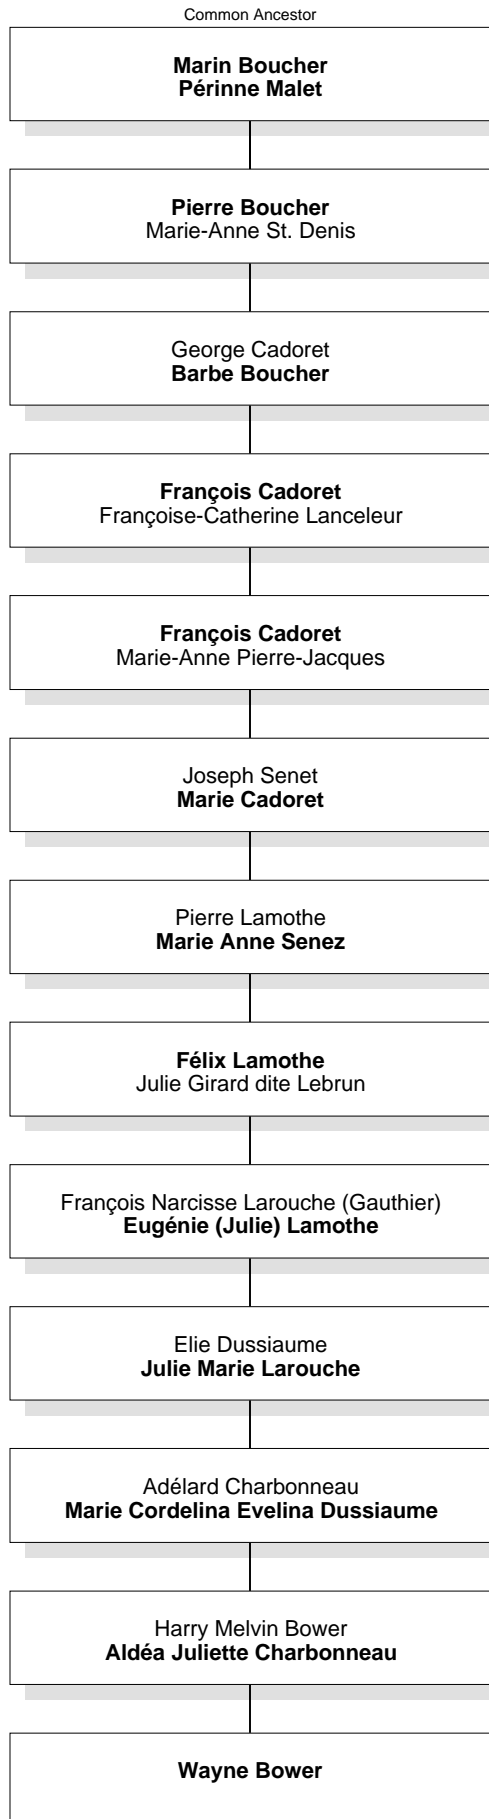 Common Ancestor
Marin Boucher
Périnne Malet
Pierre Boucher
Marie-Anne St. Denis
George Cadoret
Barbe Boucher
François Cadoret
Françoise-Catherine Lanceleur
François Cadoret
Marie-Anne Pierre-Jacques
Joseph Senet
Marie Cadoret
Pierre Lamothe
Marie Anne Senez
Félix Lamothe
Julie Girard dite Lebrun
François Narcisse Larouche (Gauthier)
Eugénie (Julie) Lamothe
Elie Dussiaume
Julie Marie Larouche
Adélard Charbonneau
Marie Cordelina Evelina Dussiaume
Harry Melvin Bower
Aldéa Juliette Charbonneau
Wayne Bower